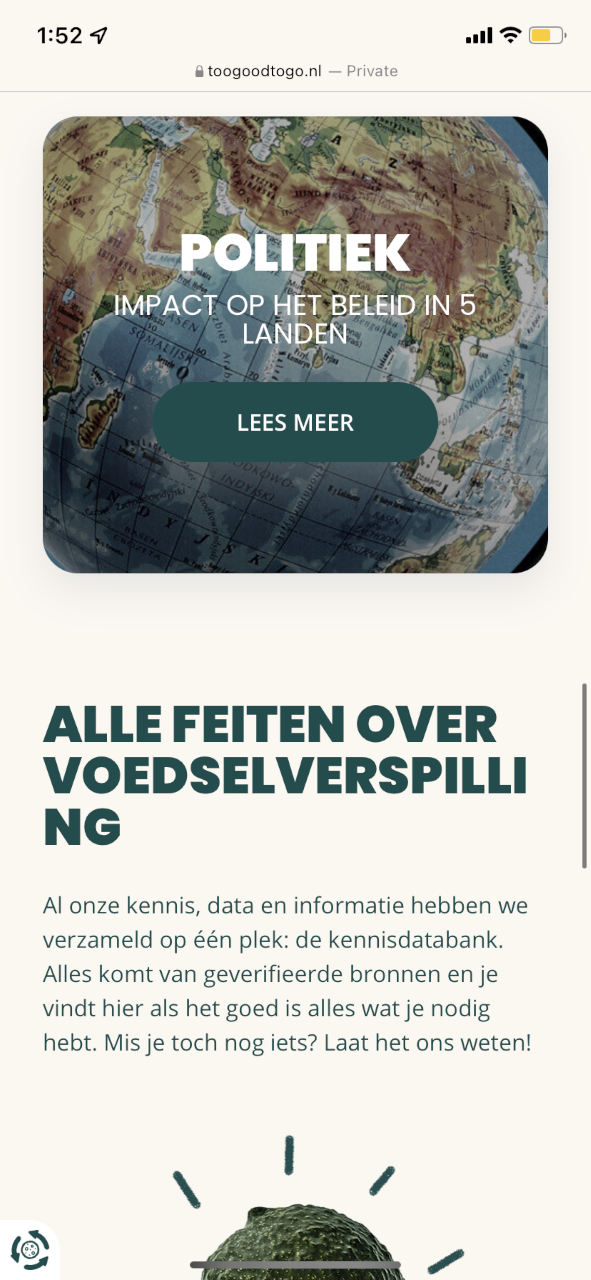 1:52
toogoodtogo.nl — Private
POLITIEK
IMPACT OP HET BELEID IN 5
LANDEN
LEES MEER
ALLE FEITEN OVER
VOEDSELVERSPILLI
NG
Al onze kennis, data en informatie hebben we
verzameld op één plek: de kennisdatabank.
Alles komt van geverifieerde bronnen en je
vindt hier als het goed is alles wat je nodig
hebt. Mis je toch nog iets? Laat het ons weten!